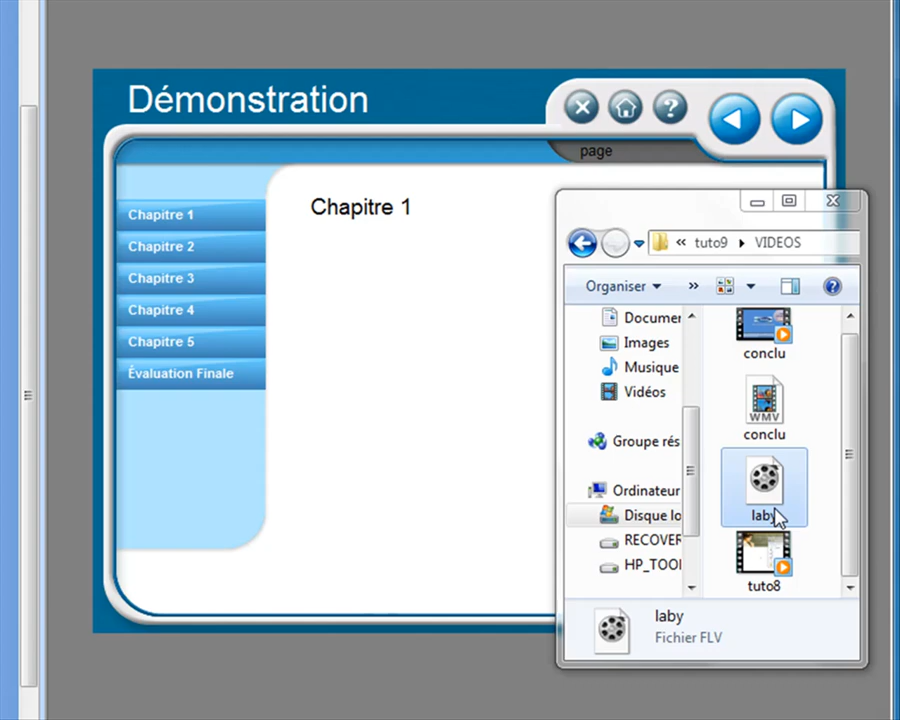 Démonstration
?
page
Chapitre 1
Chapitre 2
Chapitre 3
Chapitre 4
Chapitre 5
Évaluation Finale
Chapitre 1
« tuto9 ▸ VIDEOS
Organiser
»
?
Documen
Images
Musique
Vidéos
Groupe rés
Ordinateur
Disque lo
RECOVER
HP_TOOL
conclu
WMV
conclu
laby
tuto8
laby
Fichier FLV